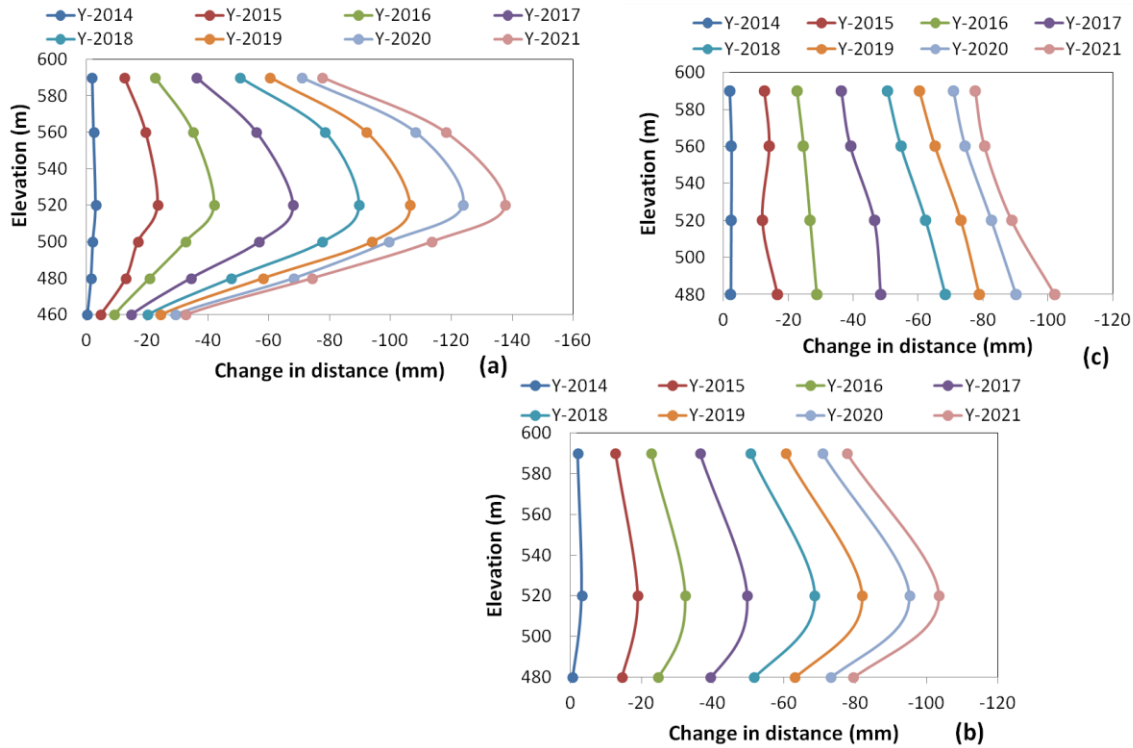 Y-2014 Y-2015 Y-2016 Y-2017
Y-2018 Y-2019 Y-2020 Y-2021
600
580
560
540
520
500
480
460
Elevation (m)
0 -20 -40 -60 -80 -100 -120 -140 -160
Change in distance (mm)
(a)
Y-2014 Y-2015 Y-2016 Y-2017
Y-2018 Y-2019 Y-2020 Y-2021
600
580
560
540
520
500
480
Elevation (m)
0 -20 -40 -60 -80 -100 -120
Change in distance (mm)
(c)
Y-2014 Y-2015 Y-2016 Y-2017
Y-2018 Y-2019 Y-2020 Y-2021
600
580
560
540
520
500
480
Elevation (m)
0 -20 -40 -60 -80 -100 -120
Change in distance (mm)
(b)